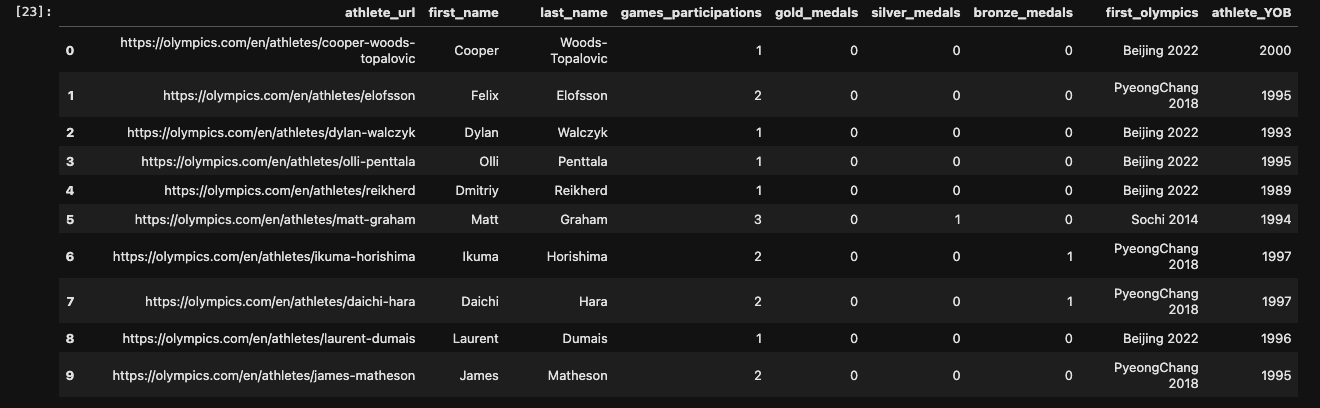 [23]:
athlete_url first_name last_name games_participations gold_medals silver_medals bronze_medals first_olympics athlete_YOB
0 https://olympics.com/en/athletes/cooper-woods-topalovic Cooper Woods-Topalovic 1 0 0 0 Beijing 2022 2000
1 https://olympics.com/en/athletes/elofsson Felix Elofsson 2 0 0 0 PyeongChang 2018 1995
2 https://olympics.com/en/athletes/dylan-walczyk Dylan Walczyk 1 0 0 0 Beijing 2022 1993
3 https://olympics.com/en/athletes/olli-penttala Olli Penttala 1 0 0 0 Beijing 2022 1995
4 https://olympics.com/en/athletes/reikherd Dmitriy Reikherd 1 0 0 0 Beijing 2022 1989
5 https://olympics.com/en/athletes/matt-graham Matt Graham 3 0 1 0 Sochi 2014 1994
6 https://olympics.com/en/athletes/ikuma-horishima Ikuma Horishima 2 0 0 1 PyeongChang 2018 1997
7 https://olympics.com/en/athletes/daichi-hara Daichi Hara 2 0 0 1 PyeongChang 2018 1997
8 https://olympics.com/en/athletes/laurent-dumais Laurent Dumais 1 0 0 0 Beijing 2022 1996
9 https://olympics.com/en/athletes/james-matheson James Matheson 2 0 0 0 PyeongChang 2018 1995